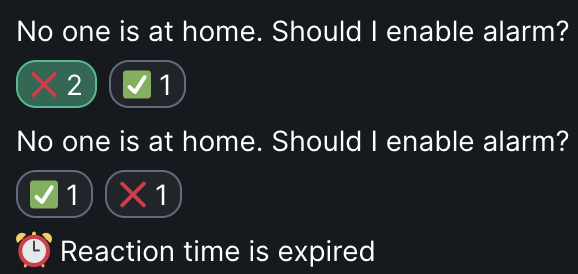 No one is at home. Should I enable alarm?
❌ 2 ✅ 1
No one is at home. Should I enable alarm?
✅ 1 ❌ 1
⏰ Reaction time is expired